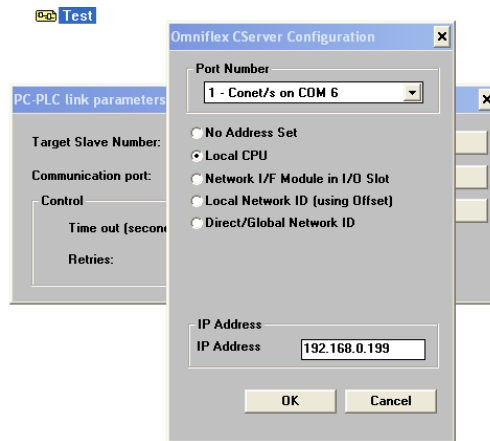 Test
Omniflex CServer Configuration
Port Number
1 - Conet/s on COM 6
No Address Set
Local CPU
Network I/F Module in I/O Slot
Local Network ID (using Offset)
Direct/Global Network ID
IP Address
IP Address 192.168.0.199
OK Cancel
PC-PLC link parameters
Target Slave Number:
Communication port:
Control
Time out (secon
Retries: